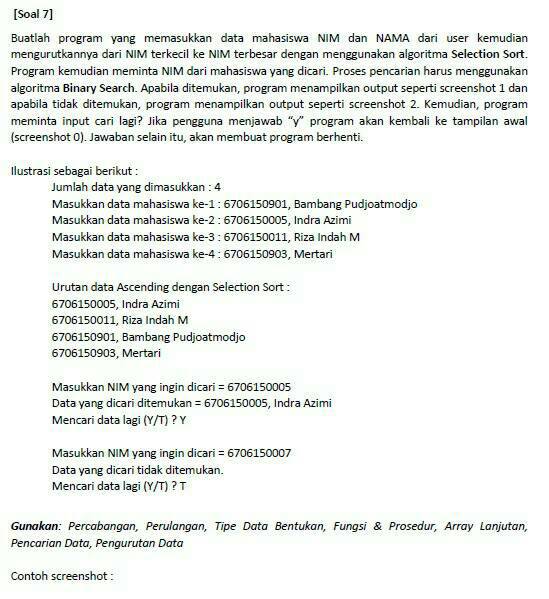 [Soal 7]
Buatlah program yang memasukkan data mahasiswa NIM dan NAMA dari user kemudian
mengurutkannya dari NIM terkecil ke NIM terbesar dengan menggunakan algoritma Selection Sort.
Program kemudian meminta NIM dari mahasiswa yang dicari. Proses pencarian harus menggunakan
algoritma Binary Search. Apabila ditemukan, program menampilkan output seperti screenshot 1 dan
apabila tidak ditemukan, program menampilkan output seperti screenshot 2. Kemudian, program
meminta input cari lagi? Jika pengguna menjawab “y” program akan kembali ke tampilan awal
(screenshot 0). Jawaban selain itu, akan membuat program berhenti.
Ilustrasi sebagai berikut :
Jumlah data yang dimasukkan : 4
Masukkan data mahasiswa ke-1 : 6706150901, Bambang Pudjoatmodjo
Masukkan data mahasiswa ke-2 : 6706150005, Indra Azimi
Masukkan data mahasiswa ke-3 : 6706150011, Riza Indah M
Masukkan data mahasiswa ke-4 : 6706150903, Mertari
Urutan data Ascending dengan Selection Sort :
6706150005, Indra Azimi
6706150011, Riza Indah M
6706150901, Bambang Pudjoatmodjo
6706150903, Mertari
Masukkan NIM yang ingin dicari = 6706150005
Data yang dicari ditemukan = 6706150005, Indra Azimi
Mencari data lagi (Y/T) ? Y
Masukkan NIM yang ingin dicari = 6706150007
Data yang dicari tidak ditemukan.
Mencari data lagi (Y/T) ? T
Gunakan: Percabangan, Perulangan, Tipe Data Bentukan, Fungsi & Prosedur, Array Lanjutan,
Pencarian Data, Pengurutan Data
Contoh screenshot :